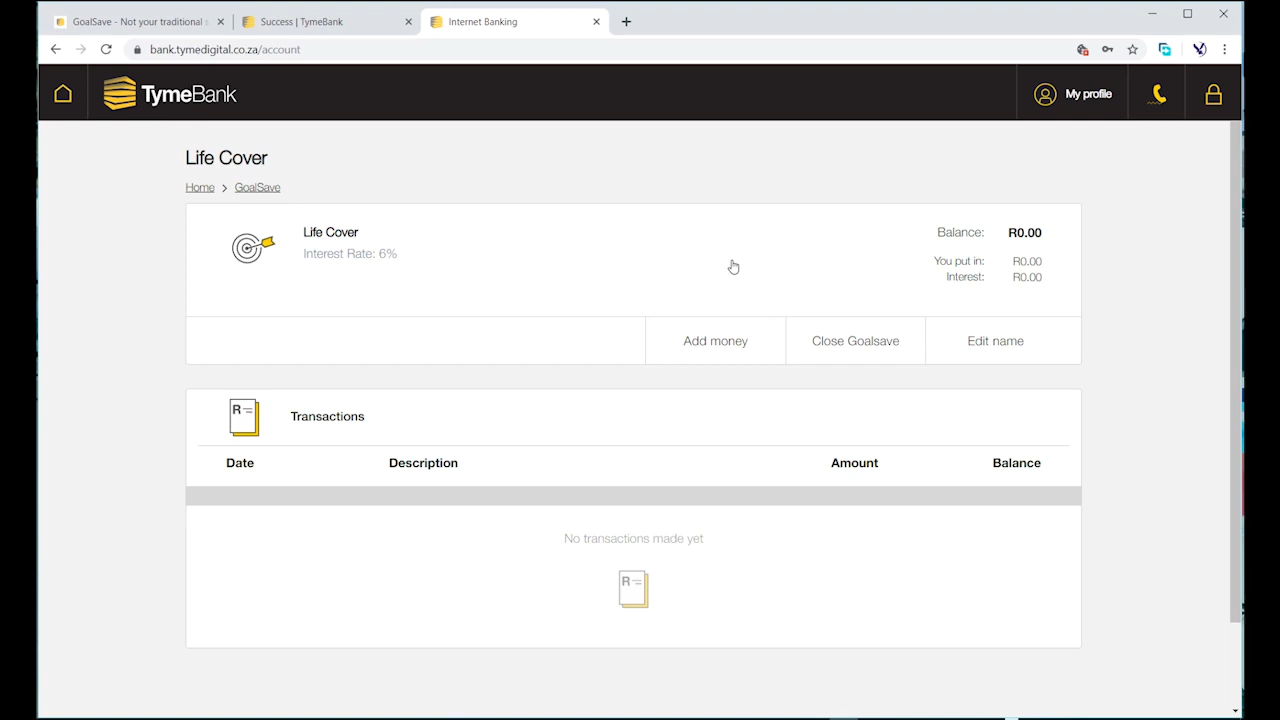 GoalSave - Not your traditional
Success | TymeBank
Internet Banking
bank.tymedigital.co.za/account
TymeBank
My profile
Life Cover
Home > GoalSave
Life Cover
Interest Rate: 6%
Balance: R0.00
You put in: R0.00
Interest: R0.00
Add money
Close Goalsave
Edit name
R
Transactions
Date Description Amount Balance
No transactions made yet
R